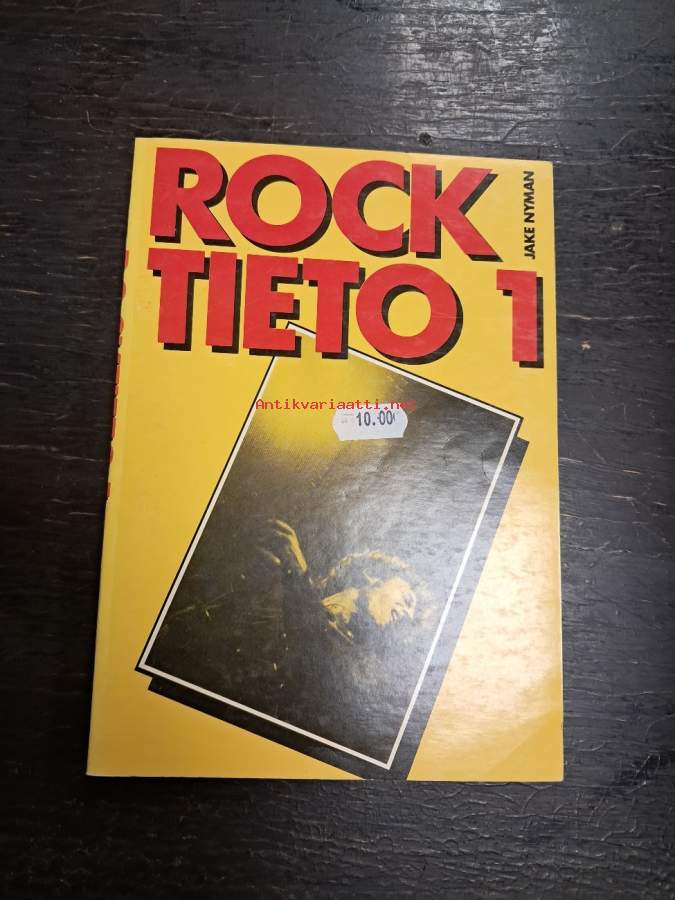 ROCK
TIETO 1
JAKE NYMAN
Antikvariaatti.net
10.00